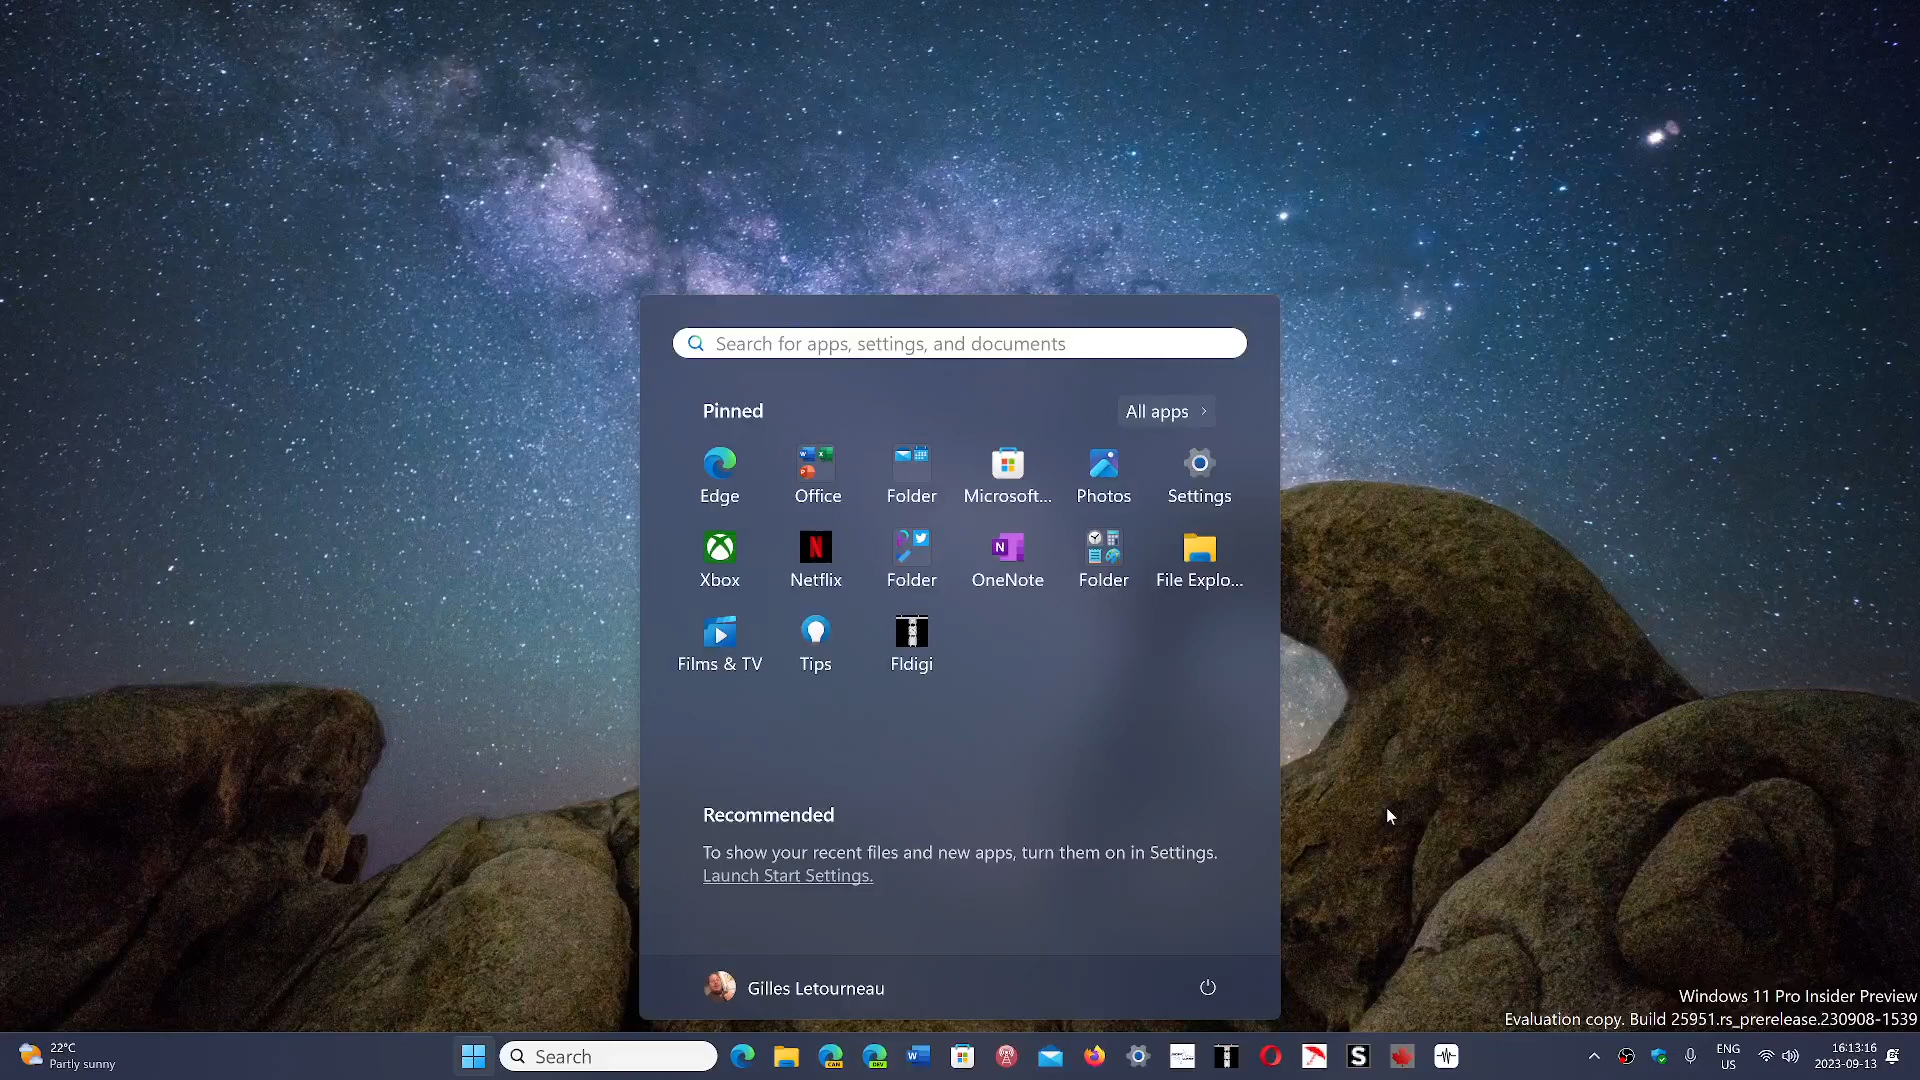 Search for apps, settings, and documents
Pinned
All apps
Edge
Office
Folder
Microsoft...
Photos
Settings
Xbox
Netflix
Folder
OneNote
Folder
File Explo...
Films & TV
Tips
Fldigi
Recommended
To show your recent files and new apps, turn them on in Settings.
Launch Start Settings.
Gilles Letourneau
Windows 11 Pro Insider Preview
Evaluation copy. Build 25951.rs_prerelease.230908-1539
22°C
Partly sunny
Search
CAN
DEV
ENG
US
16:13:16
2023-09-13